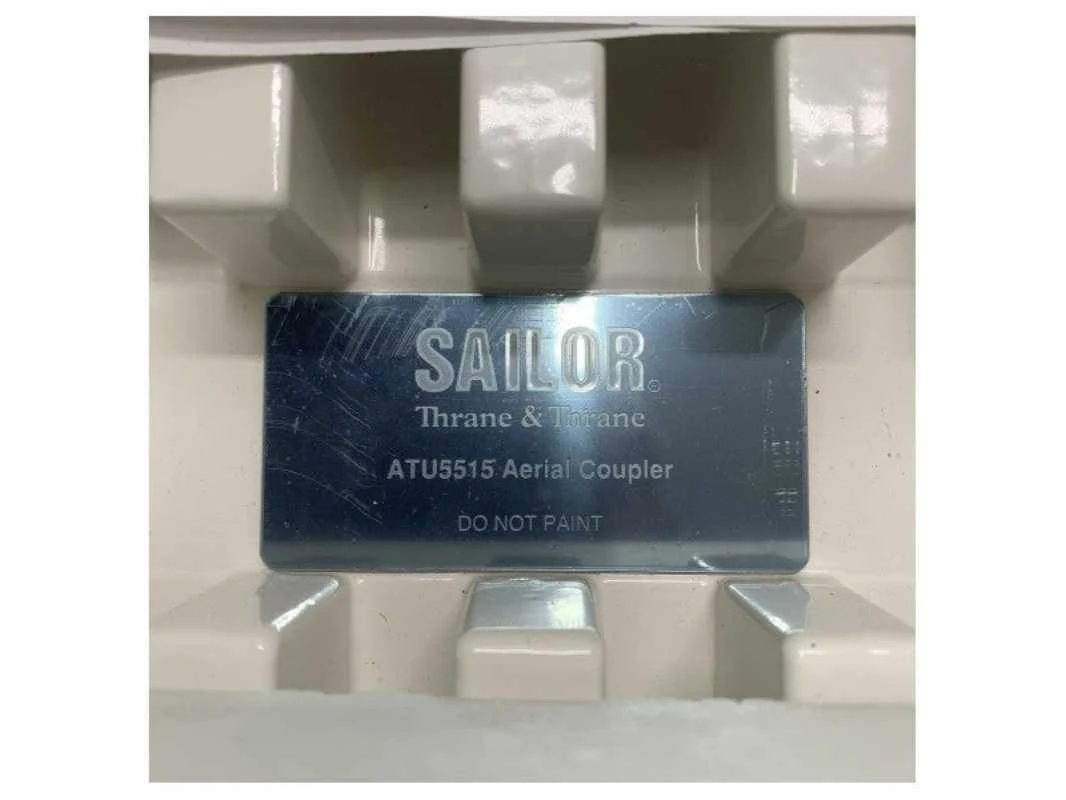 SAILOR®
Thrane & Thrane
ATU5515 Aerial Coupler
DO NOT PAINT